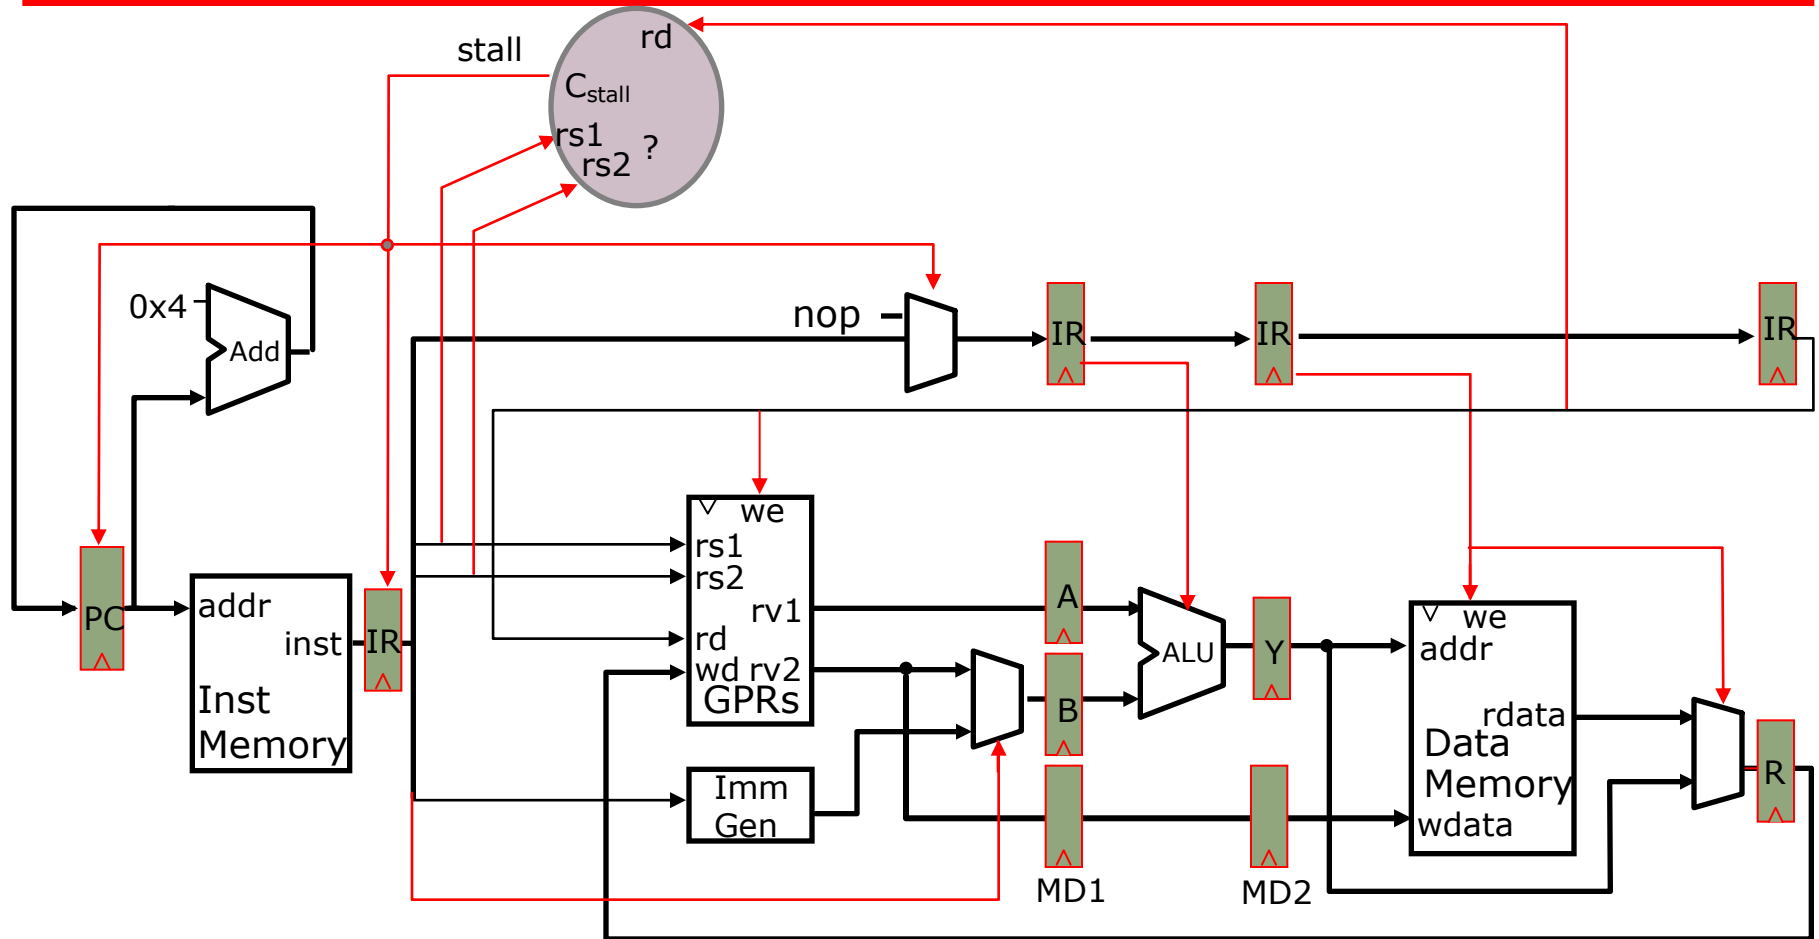 rd
stall
C_stall
rs1
?
rs2
0x4
nop
Add
IR
IR
IR
we
rs1
rs2
A
addr
rv1
we
PC
inst
IR
rd
ALU
Y
addr
wd rv2
GPRs
B
Inst
Memory
rdata
Data
Memory
R
Imm
Gen
wdata
MD1
MD2